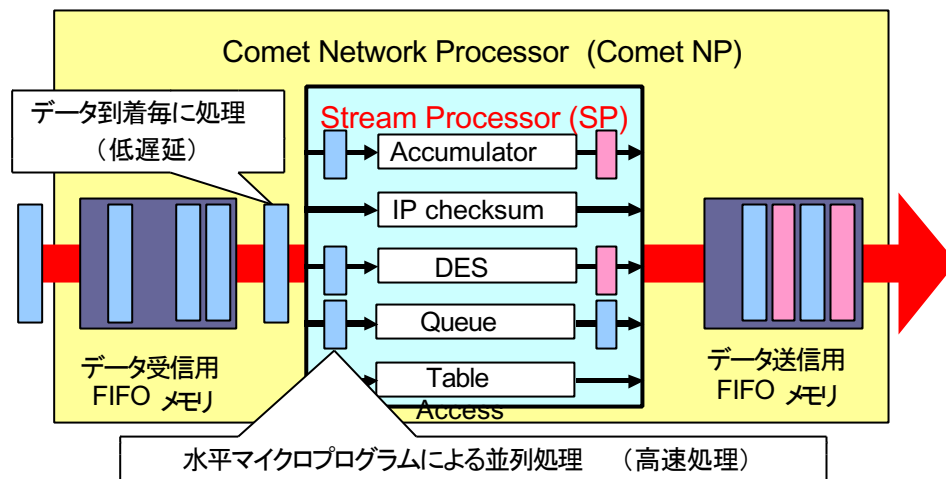 Comet Network Processor (Comet NP)
データ到着毎に処理
（低遅延）
Stream Processor (SP)
Accumulator
IP checksum
DES
Queue
Table
Access
データ受信用
FIFO メモリ
データ送信用
FIFO メモリ
水平マイクロプログラムによる並列処理 （高速処理）